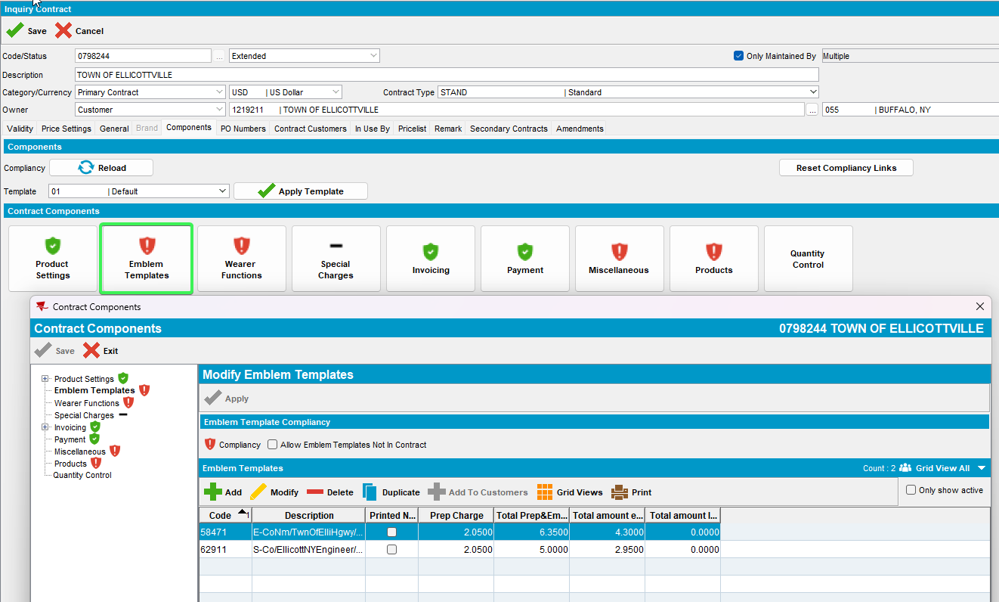 Inquiry Contract
Save Cancel
Code/Status 0798244 ... Extended Only Maintained By Multiple
Description TOWN OF ELLICOTTVILLE
Category/Currency Primary Contract USD | US Dollar Contract Type STAND | Standard
Owner Customer 1219211 | TOWN OF ELLICOTTVILLE ... 055 | BUFFALO, NY
Validity Price Settings General Brand Components PO Numbers Contract Customers In Use By Pricelist Remark Secondary Contracts Amendments
Components
Compliancy Reload Reset Compliancy Links
Template 01 | Default Apply Template
Contract Components
Product Settings
Emblem Templates
Wearer Functions
Special Charges
Invoicing
Payment
Miscellaneous
Products
Quantity Control
Contract Components
Contract Components 0798244 TOWN OF ELLICOTTVILLE
Save Exit
Product Settings
Emblem Templates
Wearer Functions
Special Charges
Invoicing
Payment
Miscellaneous
Products
Quantity Control
Modify Emblem Templates
Apply
Emblem Template Compliancy
Compliancy Allow Emblem Templates Not In Contract
Emblem Templates Count : 2 Grid View All
Add Modify Delete Duplicate Add To Customers Grid Views Print Only show active
Code 1 Description Printed N... Prep Charge Total Prep&Em... Total amount e... Total amount l...
58471 E-CoNm/TwnOfElliHgwy/... 2.0500 6.3500 4.3000 0.0000
62911 S-Co/EllicottNYEngineer/... 2.0500 5.0000 2.9500 0.0000